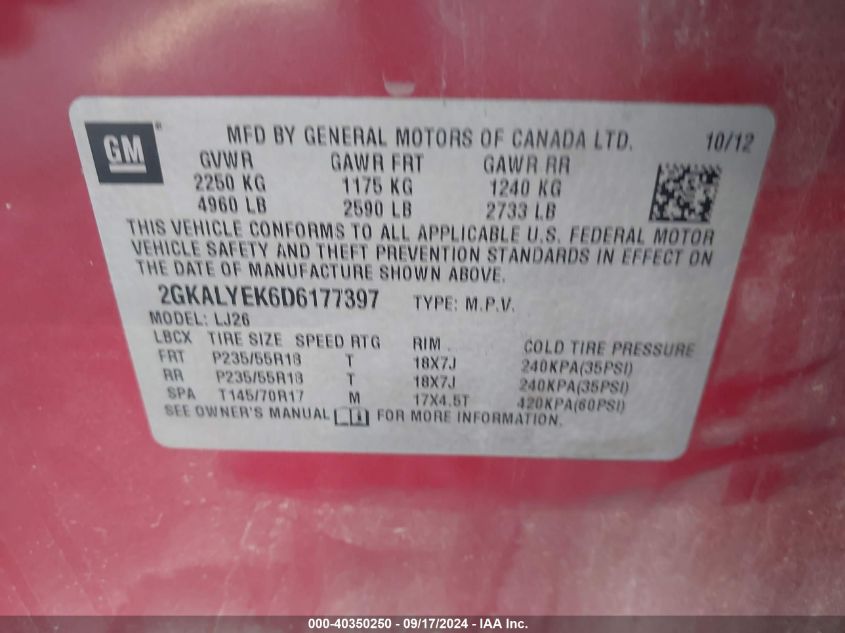 GM ® MFD BY GENERAL MOTORS OF CANADA LTD. 10/12
GVWR GAWR FRT GAWR RR
2250 KG 1175 KG 1240 KG
4960 LB 2590 LB 2733 LB
THIS VEHICLE CONFORMS TO ALL APPLICABLE U.S. FEDERAL MOTOR
VEHICLE SAFETY AND THEFT PREVENTION STANDARDS IN EFFECT ON
THE DATE OF MANUFACTURE SHOWN ABOVE.
2GKALYEK6D6177397 TYPE: M.P.V.
MODEL: LJ26
LBCX TIRE SIZE SPEED RTG RIM COLD TIRE PRESSURE
FRT P235/55R18 T 18X7J 240KPA(35PSI)
RR P235/55R18 T 18X7J 240KPA(35PSI)
SPA T145/70R17 M 17X4.5T 420KPA(60PSI)
SEE OWNER'S MANUAL FOR MORE INFORMATION.
000-40350250 - 09/17/2024 - IAA Inc.